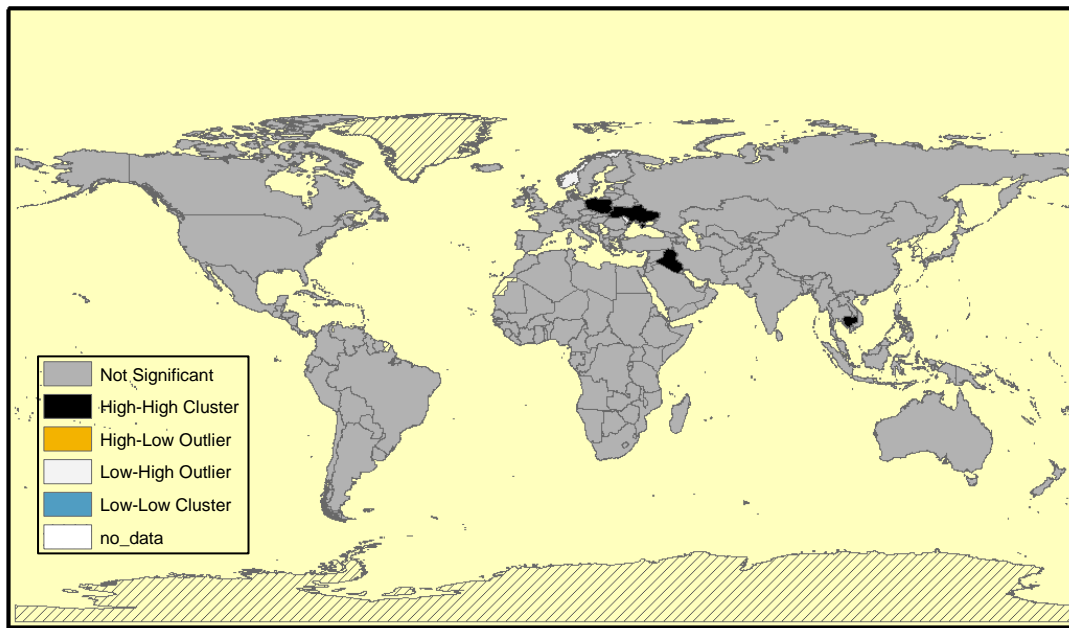 Not Significant
High-High Cluster
High-Low Outlier
Low-High Outlier
Low-Low Cluster
no_data